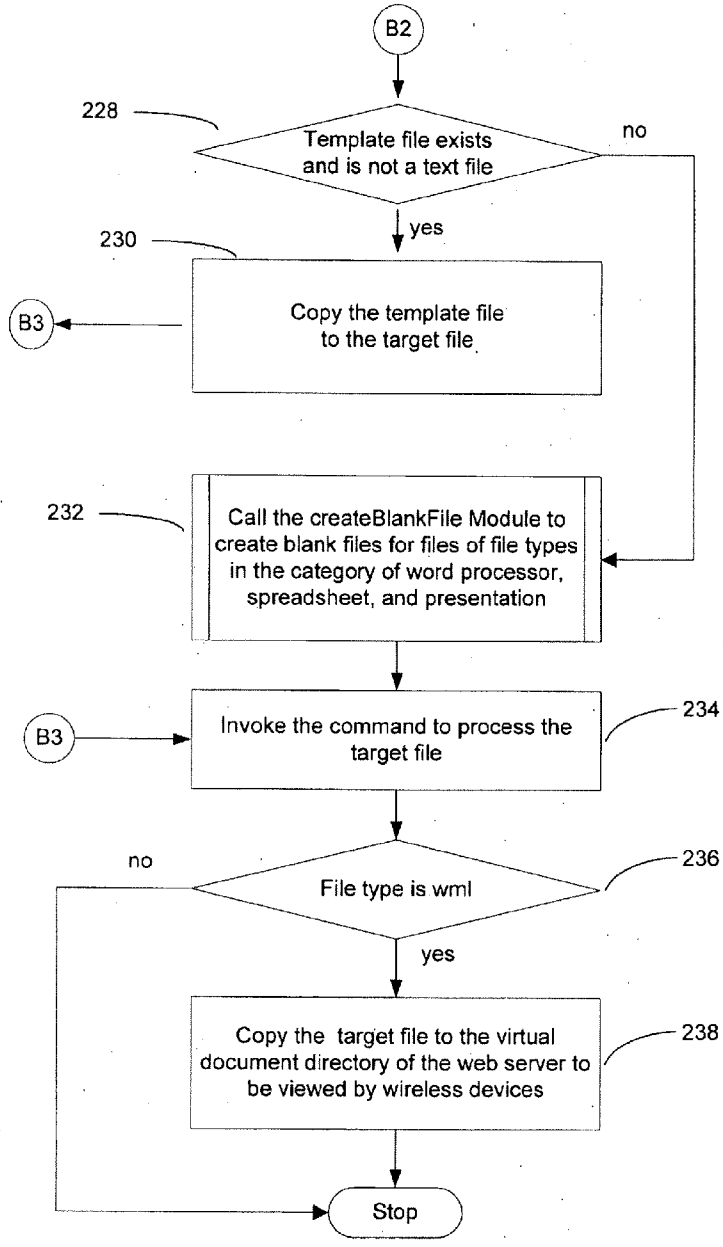 B2
228
Template file exists
and is not a text file
no
yes
230
Copy the template file
to the target file
B3
232
Call the createBlankFile Module to
create blank files for files of file types
in the category of word processor,
spreadsheet, and presentation
B3
Invoke the command to process the
target file
234
no
File type is wml
236
yes
Copy the target file to the virtual
document directory of the web server to
be viewed by wireless devices
238
Stop